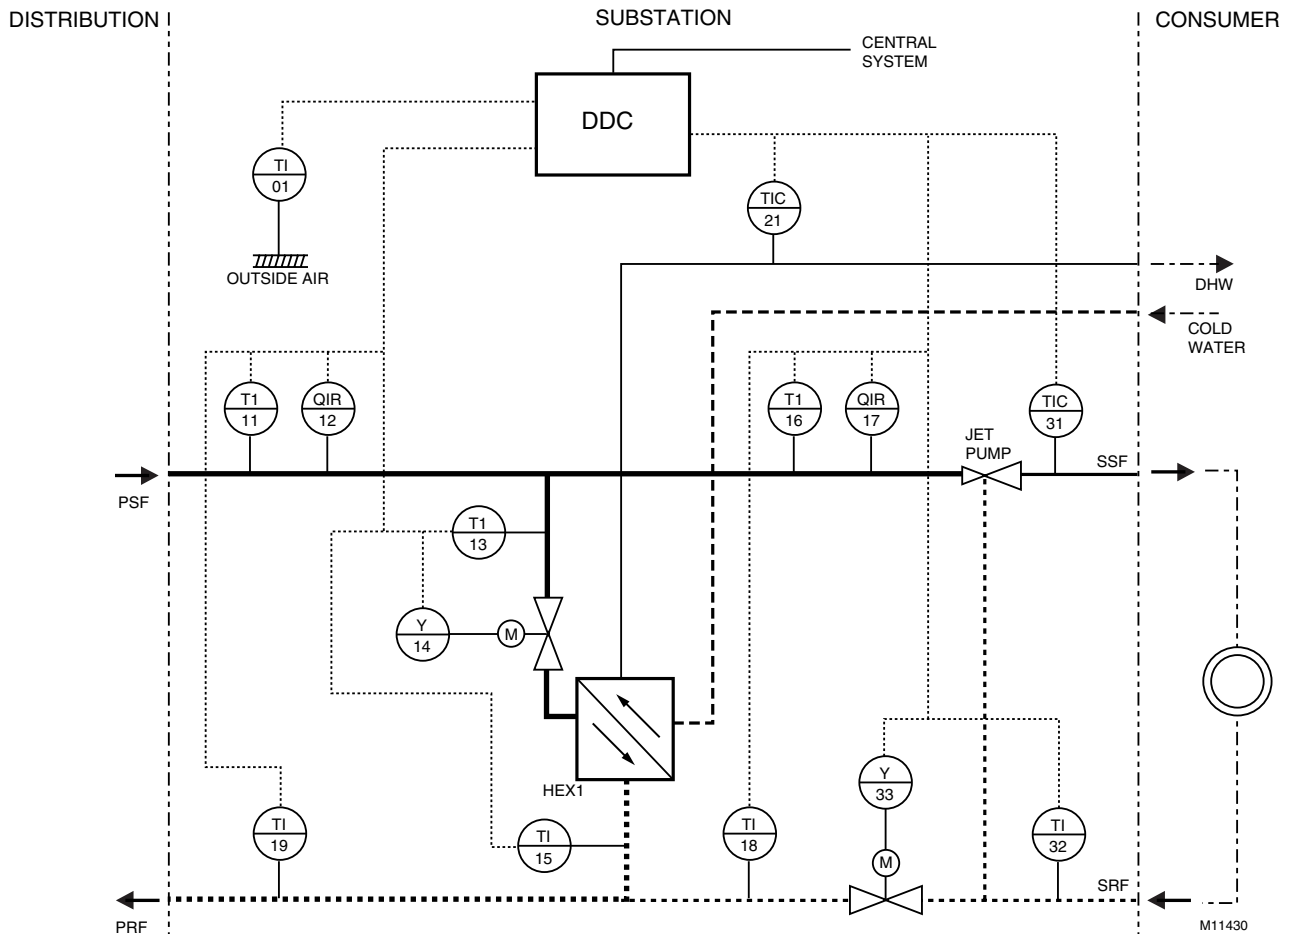 DISTRIBUTION
SUBSTATION
CONSUMER
CENTRAL
SYSTEM
DDC
TI
01
TIC
21
OUTSIDE AIR
DHW
COLD
WATER
T1
11
QIR
12
T1
16
QIR
17
TIC
31
JET
PUMP
SSF
PSF
T1
13
Y
14
M
HEX1
Y
33
TI
19
TI
15
TI
18
M
TI
32
SRF
PRF
M11430